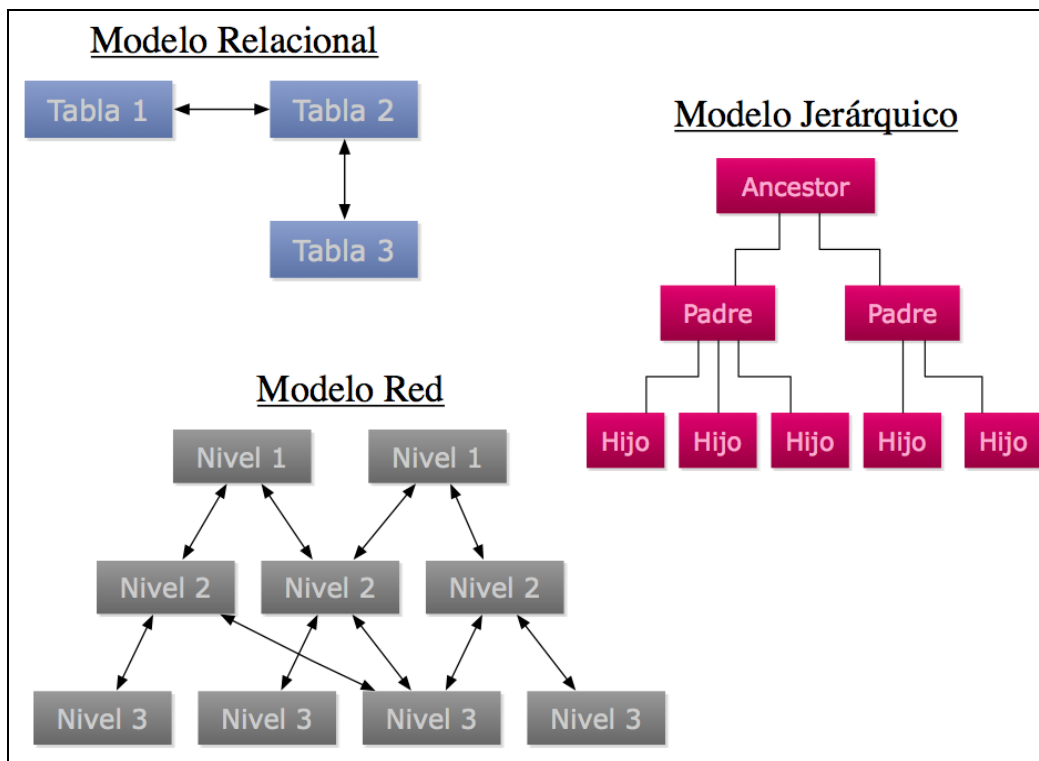 Modelo Relacional
Tabla 1 Tabla 2
Tabla 3
Modelo Jerárquico
Ancestor
Padre Padre
Hijo Hijo Hijo Hijo Hijo
Modelo Red
Nivel 1 Nivel 1
Nivel 2 Nivel 2 Nivel 2
Nivel 3 Nivel 3 Nivel 3 Nivel 3